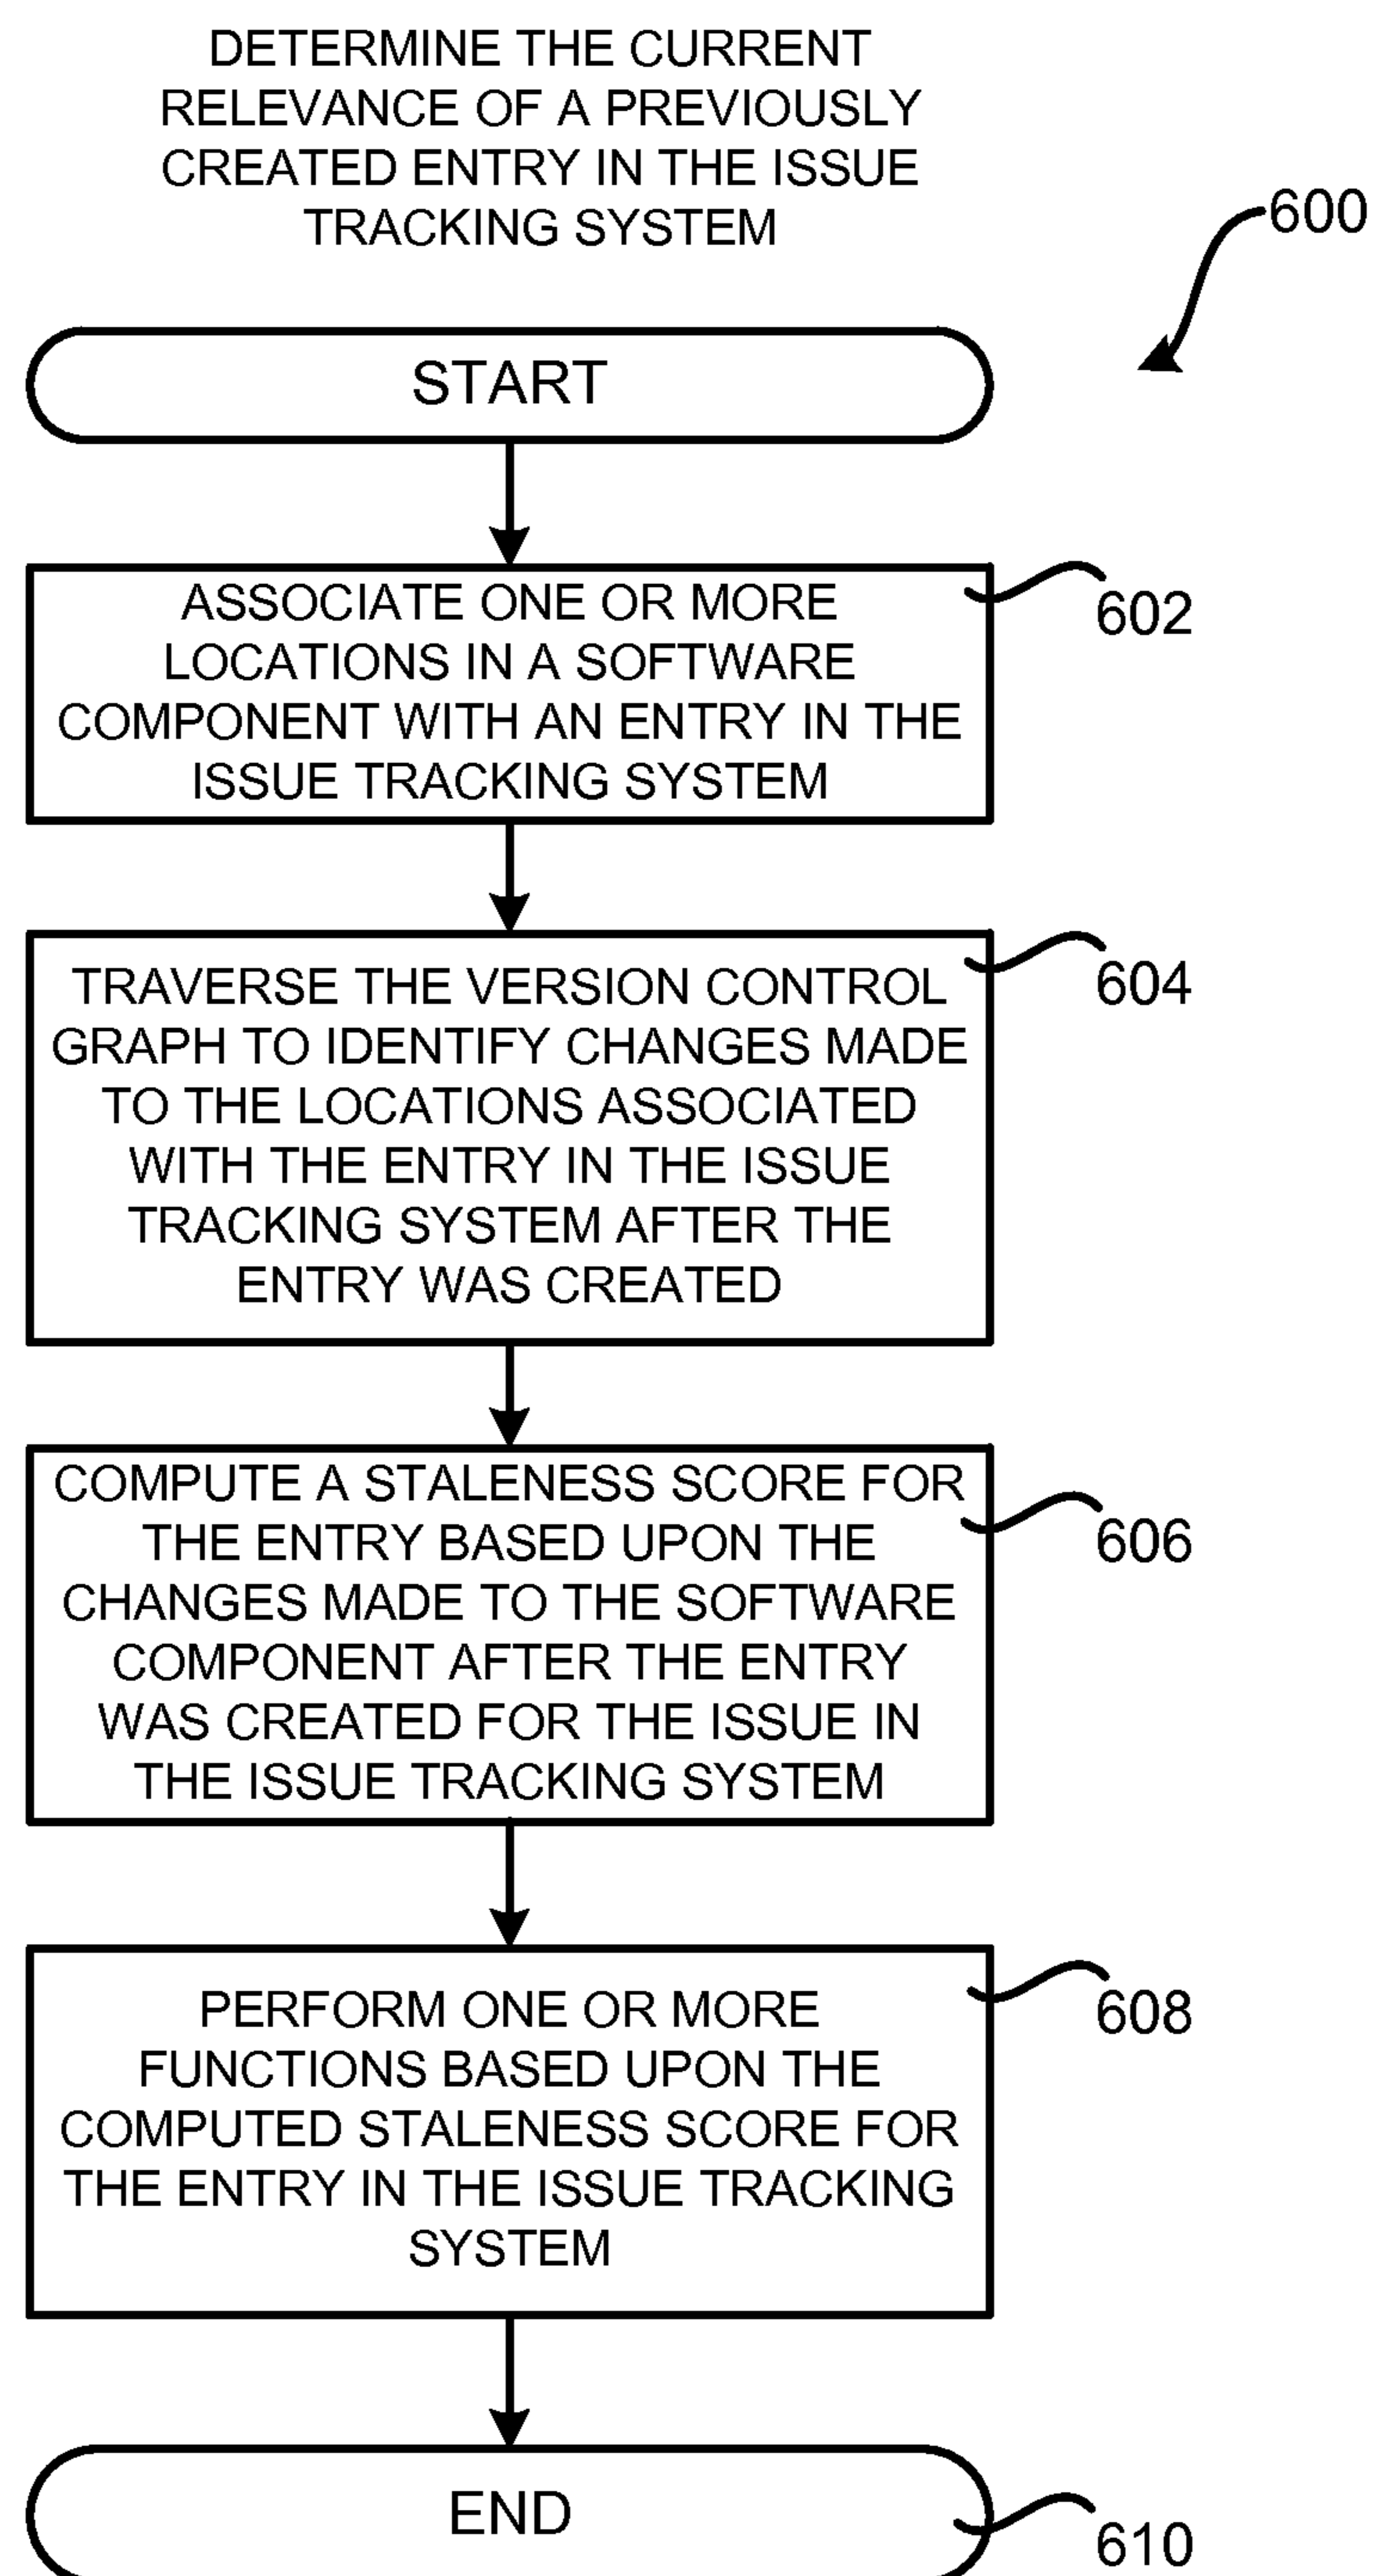 DETERMINE THE CURRENT
RELEVANCE OF A PREVIOUSLY
CREATED ENTRY IN THE ISSUE
TRACKING SYSTEM
600
START
ASSOCIATE ONE OR MORE
LOCATIONS IN A SOFTWARE
COMPONENT WITH AN ENTRY IN THE
ISSUE TRACKING SYSTEM
602
TRAVERSE THE VERSION CONTROL
GRAPH TO IDENTIFY CHANGES MADE
TO THE LOCATIONS ASSOCIATED
WITH THE ENTRY IN THE ISSUE
TRACKING SYSTEM AFTER THE
ENTRY WAS CREATED
604
COMPUTE A STALENESS SCORE FOR
THE ENTRY BASED UPON THE
CHANGES MADE TO THE SOFTWARE
COMPONENT AFTER THE ENTRY
WAS CREATED FOR THE ISSUE IN
THE ISSUE TRACKING SYSTEM
606
PERFORM ONE OR MORE
FUNCTIONS BASED UPON THE
COMPUTED STALENESS SCORE FOR
THE ENTRY IN THE ISSUE TRACKING
SYSTEM
608
END
610